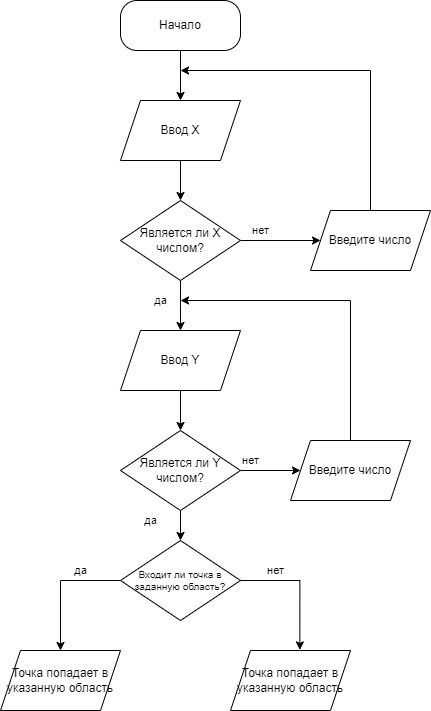 Начало
Ввод X
Является ли X
числом?
нет
Введите число
да
Ввод Y
Является ли Y
числом?
нет
Введите число
да
Входит ли точка в
заданную область?
да
нет
Точка попадает в
указанную область
Точка попадает в
указанную область